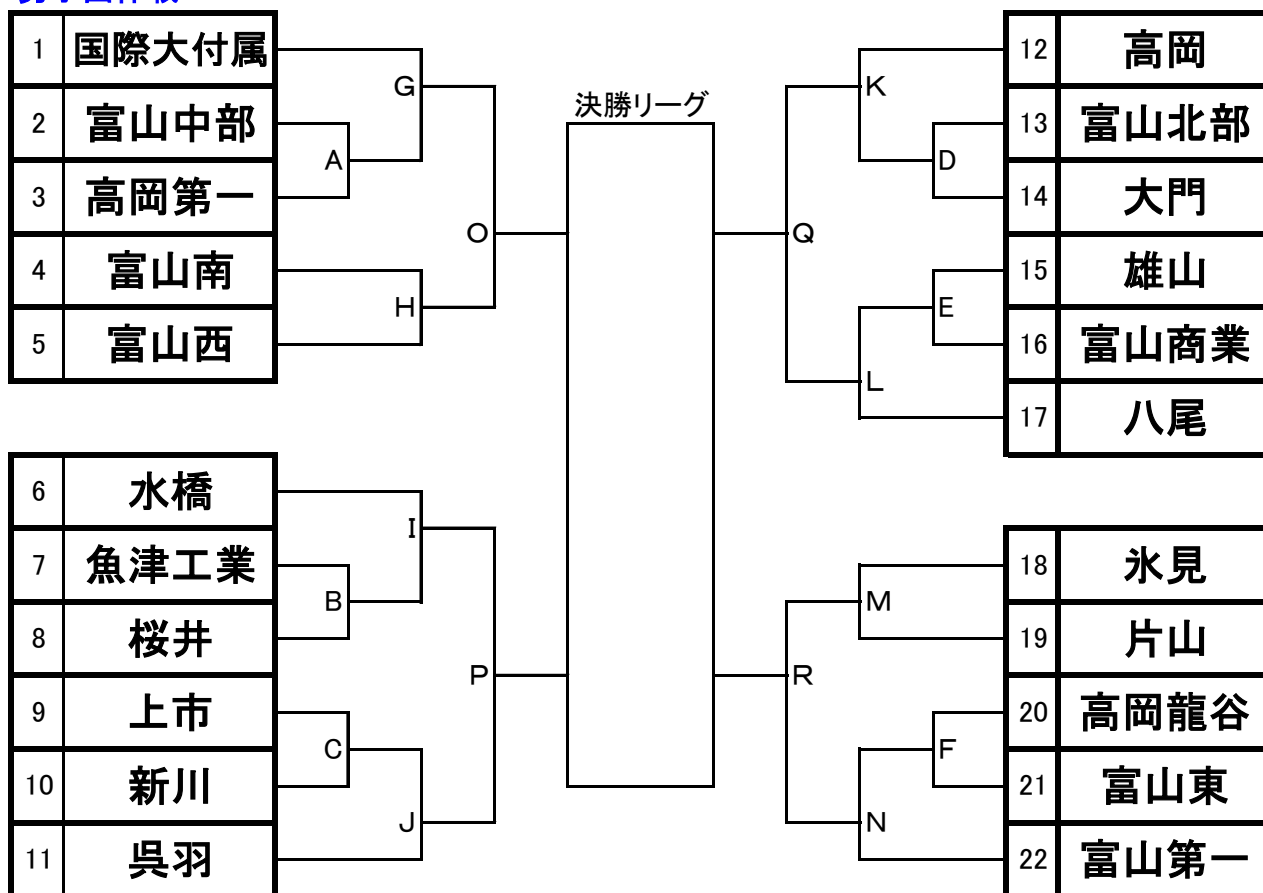 決勝リーグ
1 国際大付属
2 富山中部
3 高岡第一
4 富山南
5 富山西
G
A
O
H
6 水橋
7 魚津工業
8 桜井
9 上市
10 新川
11 呉羽
I
B
P
C
J
12 高岡
13 富山北部
14 大門
15 雄山
16 富山商業
17 八尾
K
D
Q
E
L
18 氷見
19 片山
20 高岡龍谷
21 富山東
22 富山第一
M
R
F
N